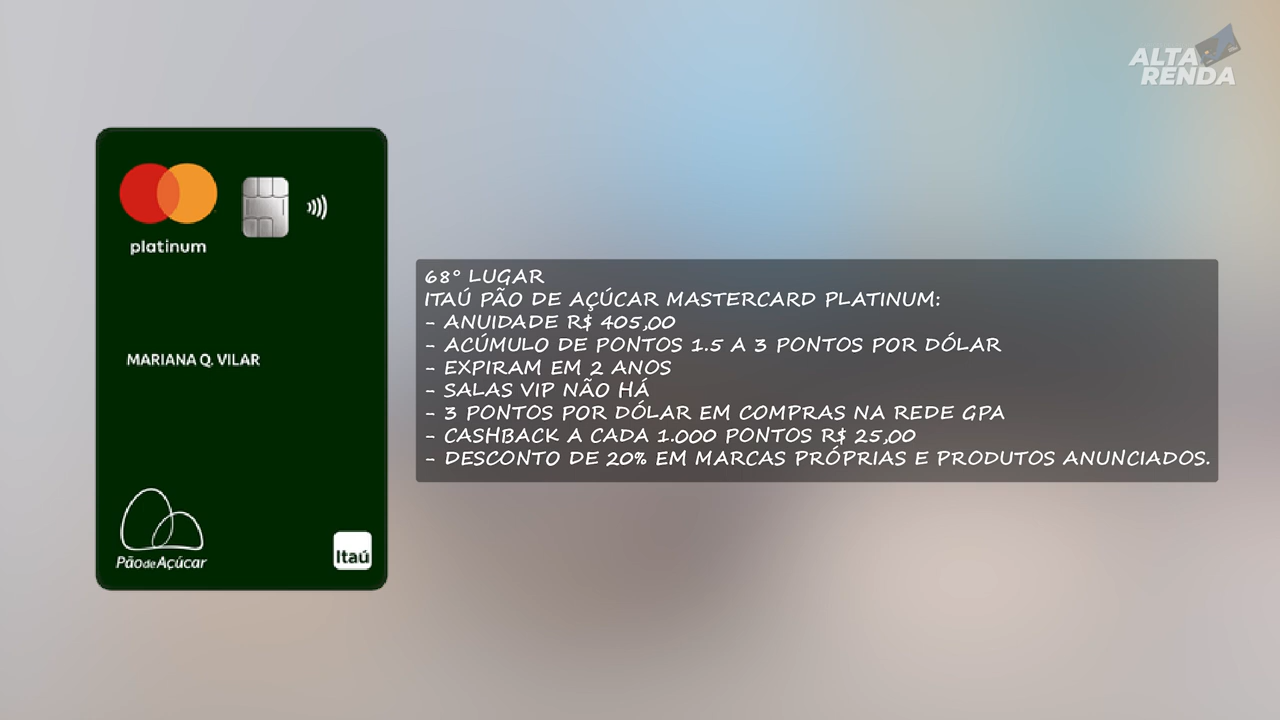 ALTA
RENDA
platinum
MARIANA Q. VILAR
PãodeAçúcar
Itaú
68° LUGAR
ITAÚ PÃO DE AÇÚCAR MASTERCARD PLATINUM:
- ANUIDADE R$ 405,00
- ACÚMULO DE PONTOS 1.5 A 3 PONTOS POR DÓLAR
- EXPIRAM EM 2 ANOS
- SALAS VIP NÃO HÁ
- 3 PONTOS POR DÓLAR EM COMPRAS NA REDE GPA
- CASHBACK A CADA 1.000 PONTOS R$ 25,00
- DESCONTO DE 20% EM MARCAS PRÓPRIAS E PRODUTOS ANUNCIADOS.